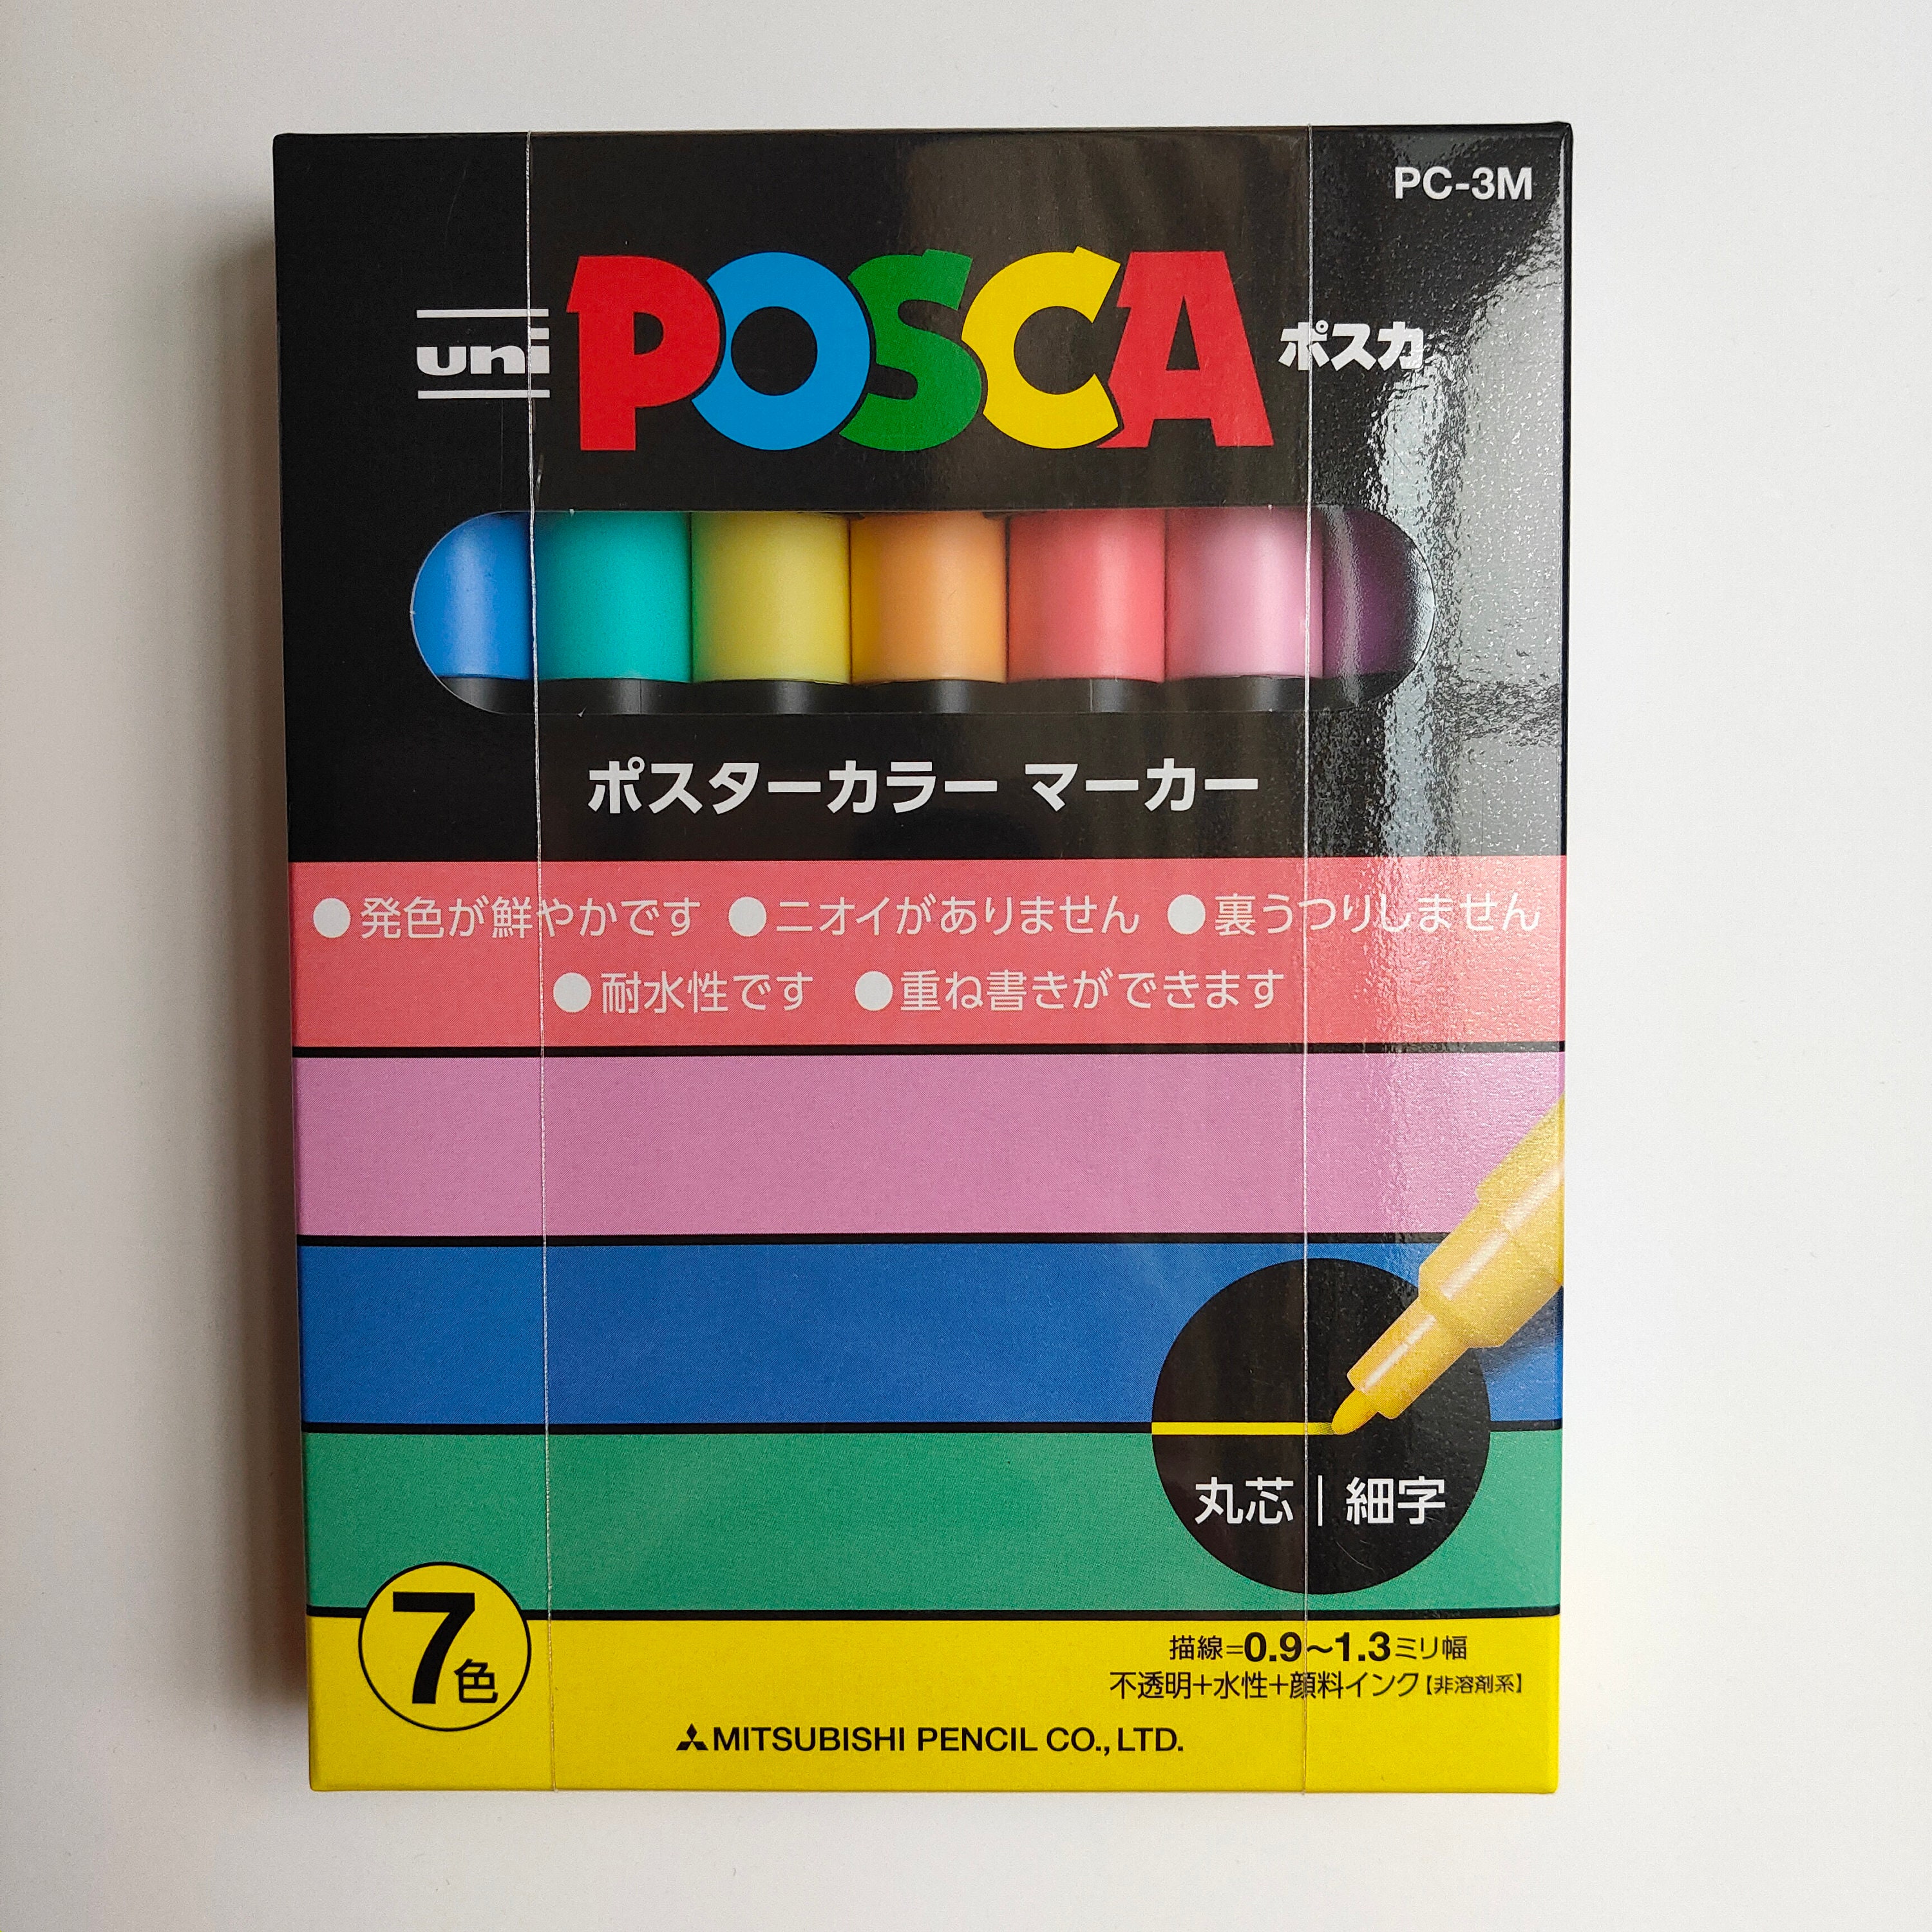 PC-3M
uni POSCA ポスカ
ポスターカラー マーカー
●発色が鮮やかです ●ニオイがありません ●裏うつりしません
●耐水性です ●重ね書きができます
丸芯｜細字
7色
描線=0.9〜1.3ミリ幅
不透明+水性+顔料インク【非溶剤系】
MITSUBISHI PENCIL CO., LTD.